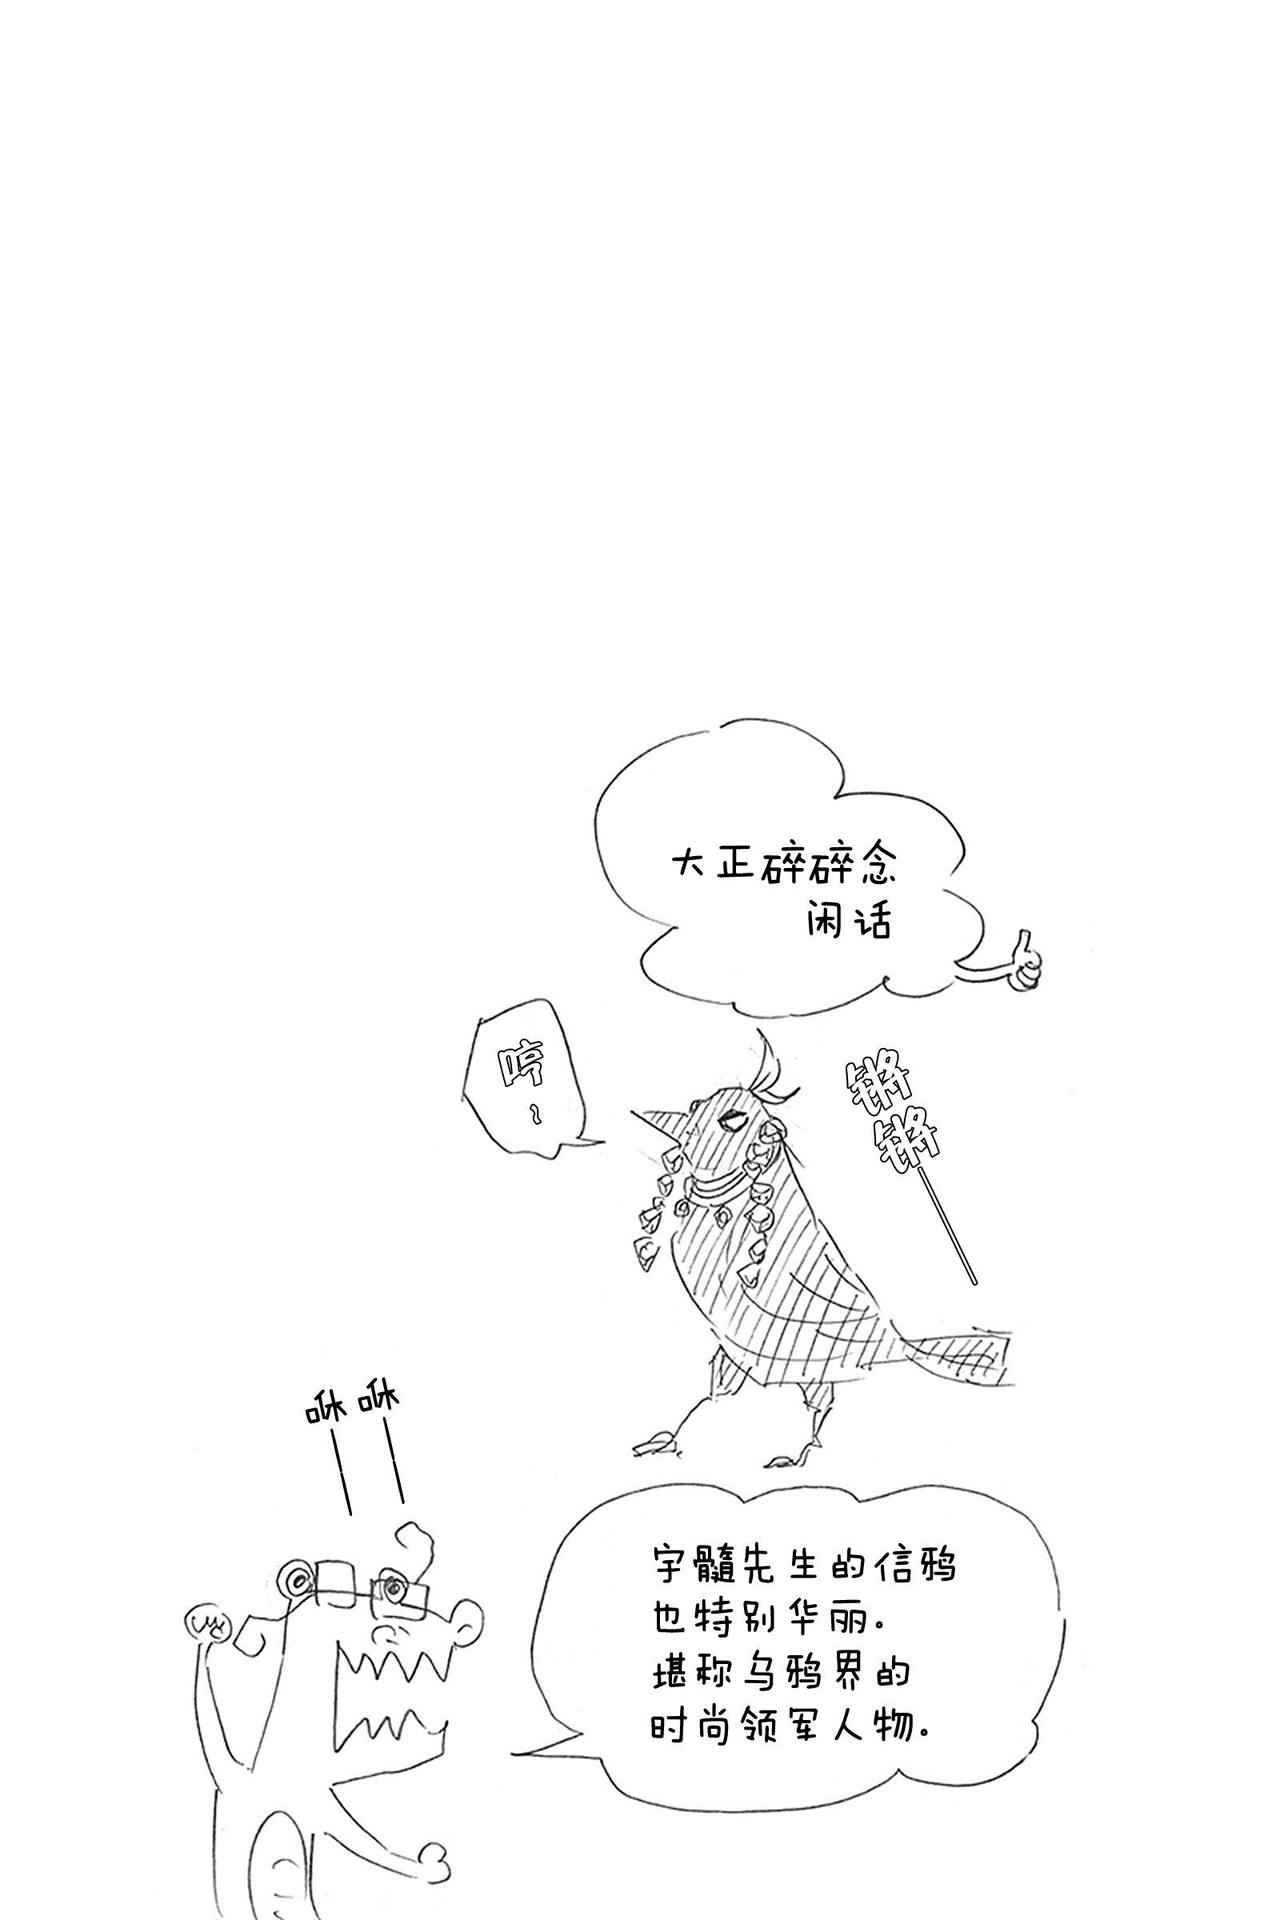 大正碎碎念
闲话
哼~
锵
锵
咻咻
宇髓先生的信鸦
也特别华丽.
堪称乌鸦界的
时尚领军人物.